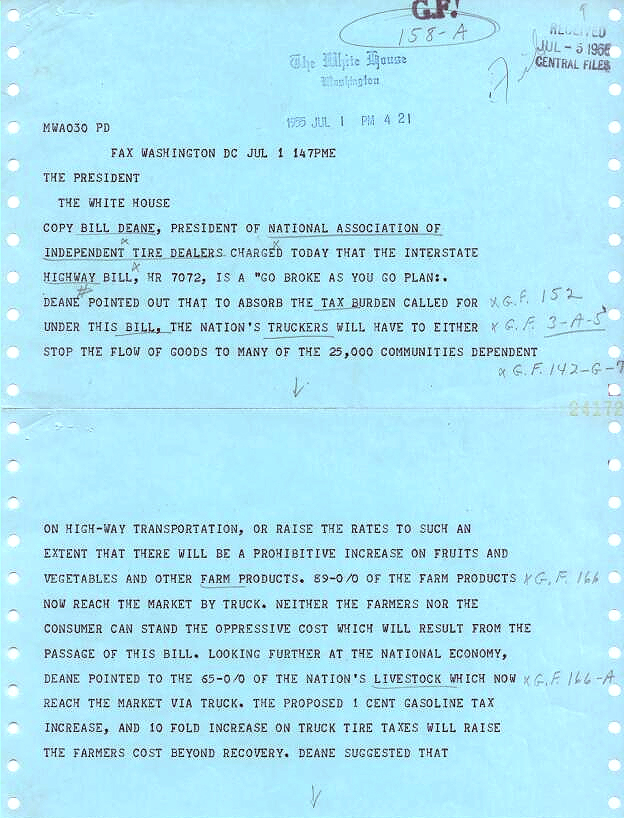 G.F!
158-A
RECEIVED
JUL - 5 1955
CENTRAL FILES
The White House
Washington
1955 JUL 1 PM 4 21
MWA030 PD
FAX WASHINGTON DC JUL 1 147PME
THE PRESIDENT
THE WHITE HOUSE
COPY BILL DEANE, PRESIDENT OF NATIONAL ASSOCIATION OF
INDEPENDENT TIRE DEALERS CHARGED TODAY THAT THE INTERSTATE
HIGHWAY BILL, HR 7072, IS A "GO BROKE AS YOU GO PLAN:.
DEANE POINTED OUT THAT TO ABSORB THE TAX BURDEN CALLED FOR x G.F. 152
UNDER THIS BILL, THE NATION'S TRUCKERS WILL HAVE TO EITHER x G.F. 3-A-5
STOP THE FLOW OF GOODS TO MANY OF THE 25,000 COMMUNITIES DEPENDENT
x G.F. 142-G-7
24172
ON HIGH-WAY TRANSPORTATION, OR RAISE THE RATES TO SUCH AN
EXTENT THAT THERE WILL BE A PROHIBITIVE INCREASE ON FRUITS AND
VEGETABLES AND OTHER FARM PRODUCTS. 89-0/0 OF THE FARM PRODUCTS x G.F. 166
NOW REACH THE MARKET BY TRUCK. NEITHER THE FARMERS NOR THE
CONSUMER CAN STAND THE OPPRESSIVE COST WHICH WILL RESULT FROM THE
PASSAGE OF THIS BILL. LOOKING FURTHER AT THE NATIONAL ECONOMY,
DEANE POINTED TO THE 65-0/0 OF THE NATION'S LIVESTOCK WHICH NOW x G.F. 166-A
REACH THE MARKET VIA TRUCK. THE PROPOSED 1 CENT GASOLINE TAX
INCREASE, AND 10 FOLD INCREASE ON TRUCK TIRE TAXES WILL RAISE
THE FARMERS COST BEYOND RECOVERY. DEANE SUGGESTED THAT